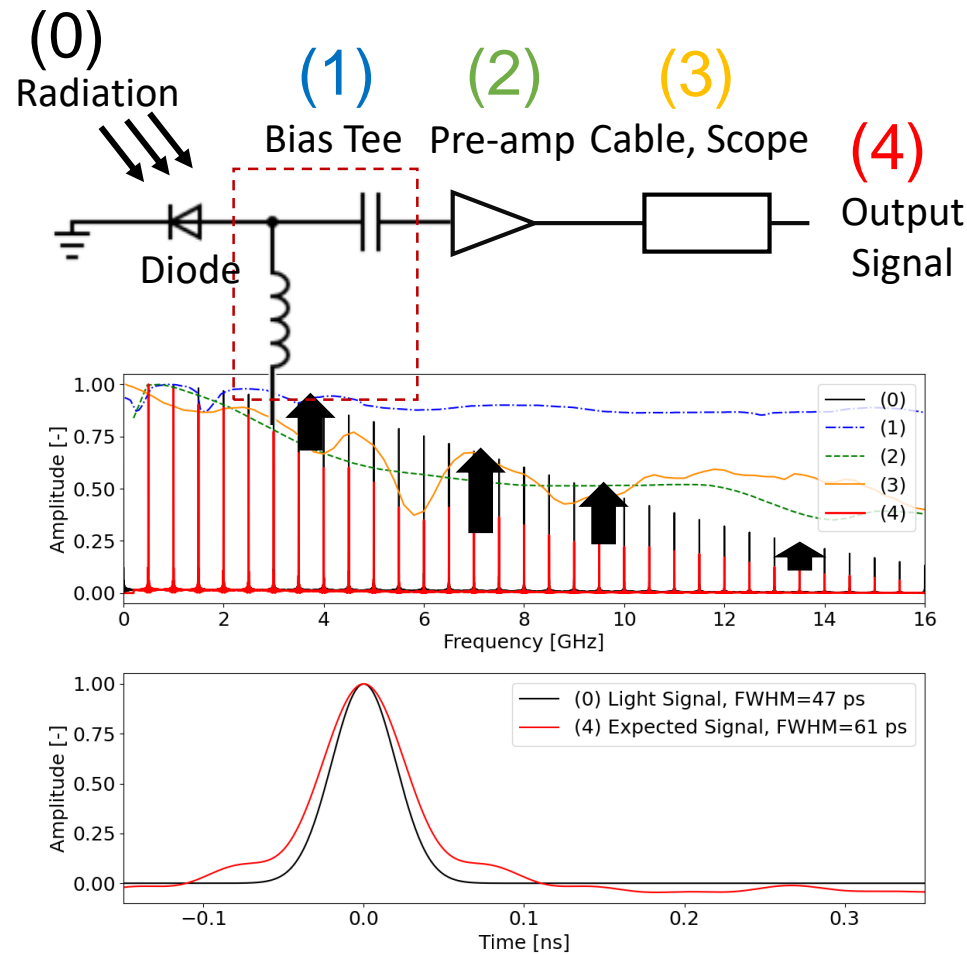 (0)
Radiation
(1)
Bias Tee
(2)
Pre-amp
(3)
Cable, Scope
(4)
Output
Signal
Diode
1.00
0.75
0.50
0.25
0.00
Amplitude [-]
(0)
(1)
(2)
(3)
(4)
0 2 4 6 8 10 12 14 16
Frequency [GHz]
1.00
0.75
0.50
0.25
0.00
Amplitude [-]
(0) Light Signal, FWHM=47 ps
(4) Expected Signal, FWHM=61 ps
−0.1 0.0 0.1 0.2 0.3
Time [ns]